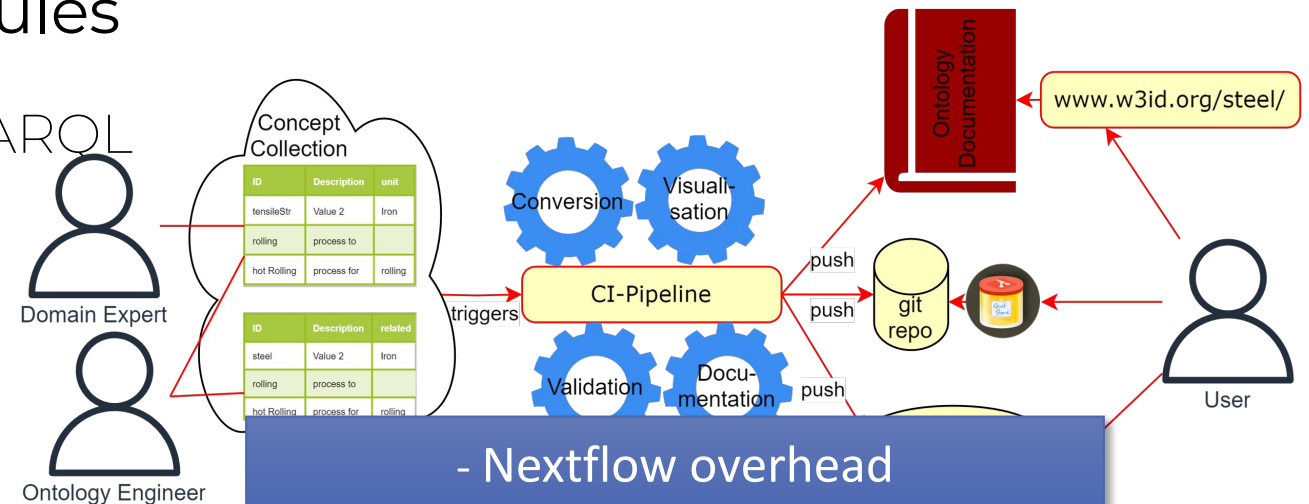 ules
ARQL
Domain Expert
Ontology Engineer
Concept
Collection
ID Description unit
tensileStr Value 2 Iron
rolling process to
hot Rolling process for rolling
ID Description related
steel Value 2 Iron
rolling process to
hot Rolling process for rolling
triggers
Conversion
Visuali-
sation
CI-Pipeline
Validation
Docu-
mentation
push
push
push
Ontology
Documentation
www.w3id.org/steel/
git
repo
Quit
Store
User
- Nextflow overhead